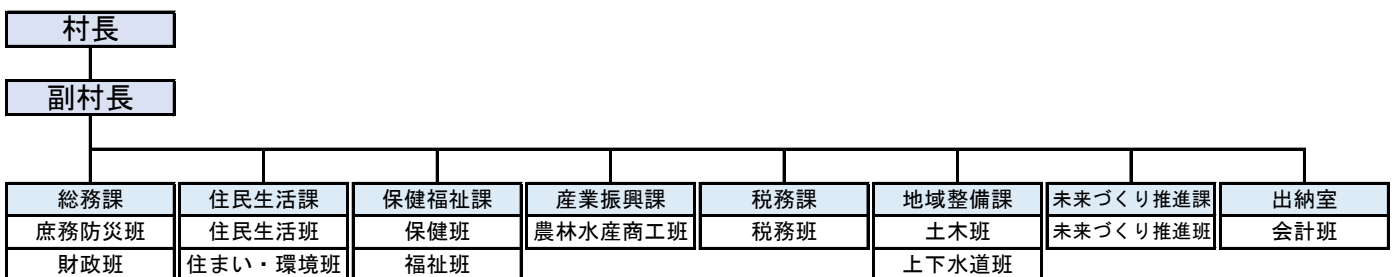 村長
副村長
総務課 住民生活課 保健福祉課 産業振興課 税務課 地域整備課 未来づくり推進課 出納室
庶務防災班 住民生活班 保健班 農林水産商工班 税務班 土木班 未来づくり推進班 会計班
財政班 住まい・環境班 福祉班 上下水道班